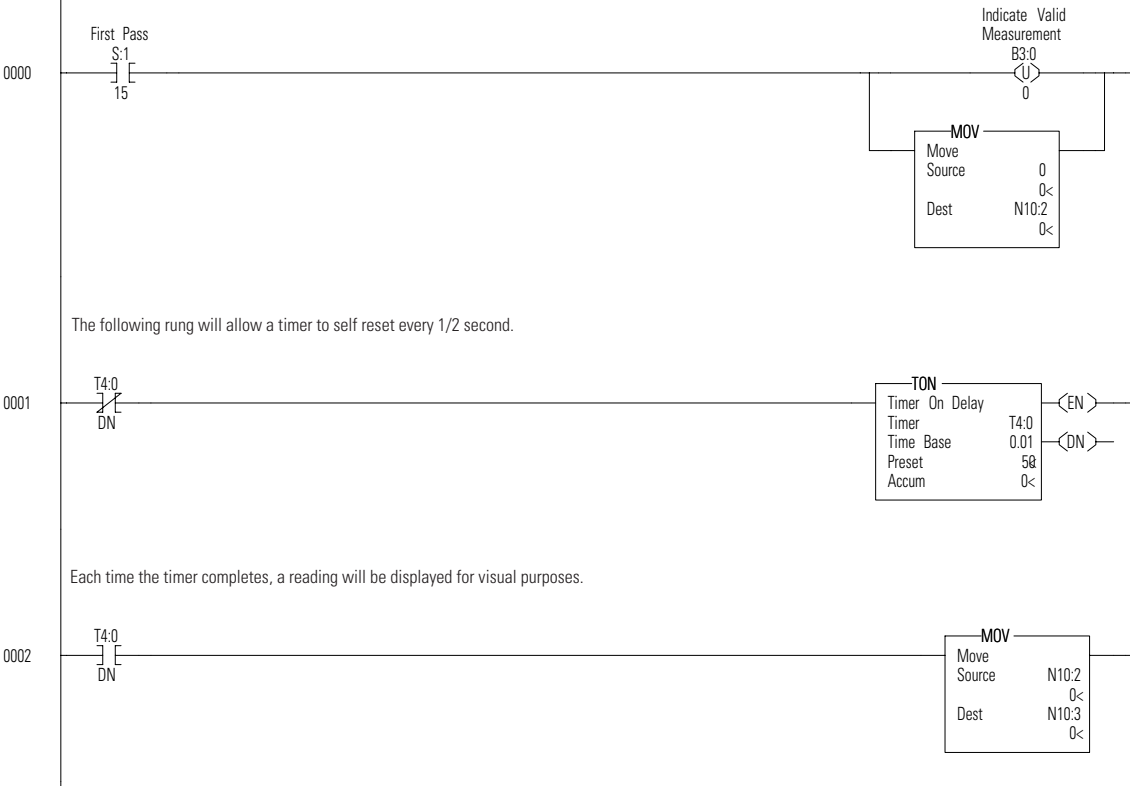 Indicate Valid
Measurement
First Pass
S:1
B3:0
0000
U
15
0
MOV
Move
Source 0
0<
Dest N10:2
0<
The following rung will allow a timer to self reset every 1/2 second.
T4:0
0001
DN
TON
Timer On Delay
Timer T4:0
Time Base 0.01
Preset 50<
Accum 0<
EN
DN
Each time the timer completes, a reading will be displayed for visual purposes.
T4:0
0002
DN
MOV
Move
Source N10:2
0<
Dest N10:3
0<